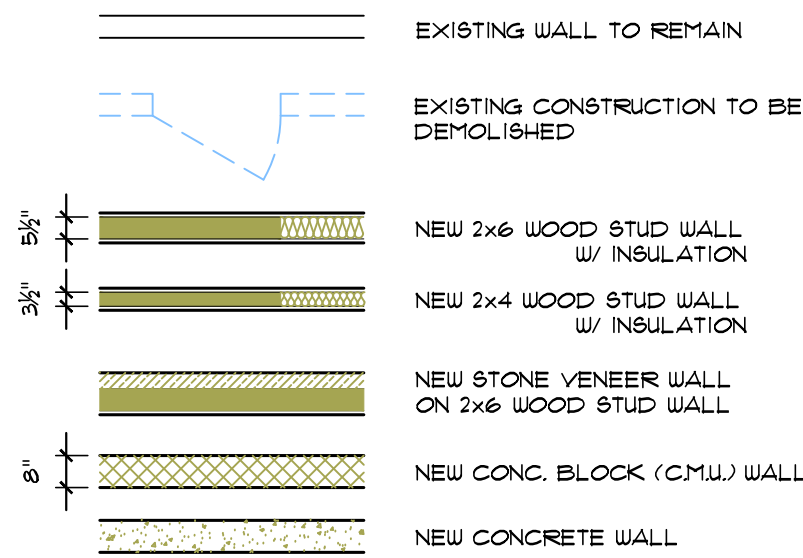 EXISTING WALL TO REMAIN
EXISTING CONSTRUCTION TO BE
DEMOLISHED
5½"
NEW 2x6 WOOD STUD WALL
W/ INSULATION
3½"
NEW 2x4 WOOD STUD WALL
W/ INSULATION
NEW STONE VENEER WALL
ON 2x6 WOOD STUD WALL
8"
NEW CONC. BLOCK (C.M.U.) WALL
NEW CONCRETE WALL